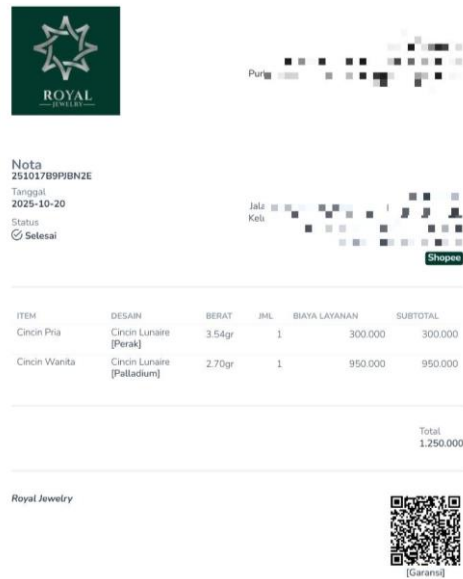 ROYAL
JEWELRY
Nota
251017B9PJBN2E
Tanggal
2025-10-20
Status
Selesai
Shopee
ITEM DESAIN BERAT JML BIAYA LAYANAN SUBTOTAL
Cincin Pria Cincin Lunaire [Perak] 3.54gr 1 300.000 300.000
Cincin Wanita Cincin Lunaire [Palladium] 2.70gr 1 950.000 950.000
Total
1.250.000
Royal Jewelry
[Garansi]